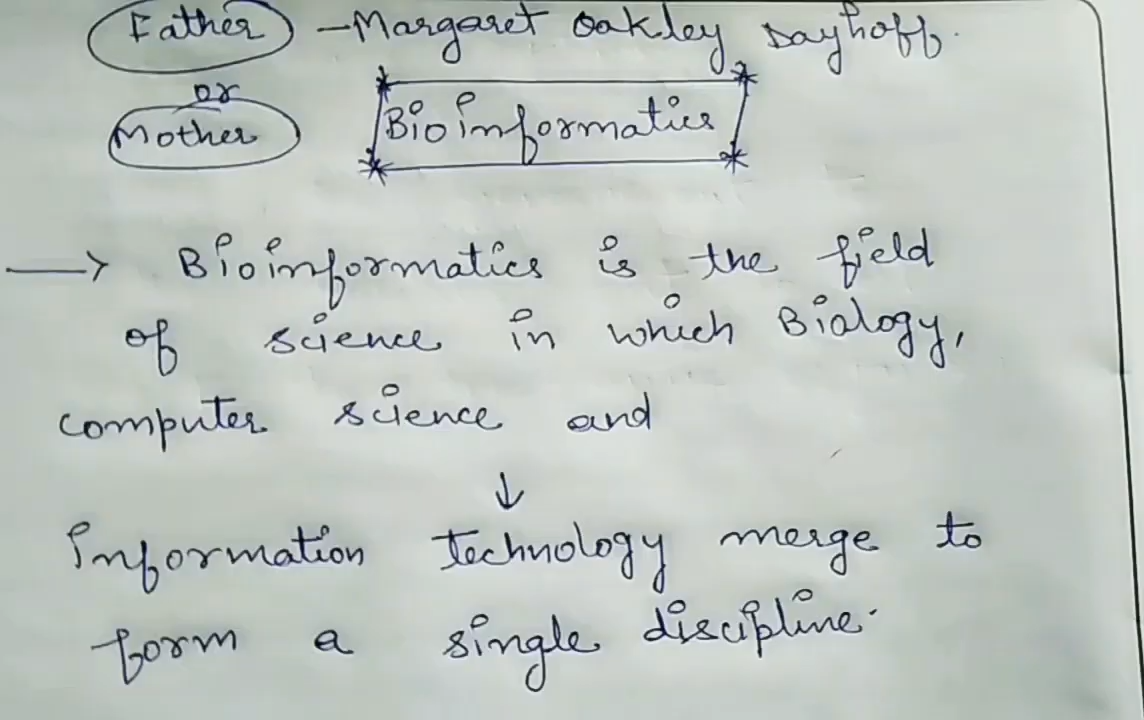 Father - Margaret Oakley Dayhoff.
or
Mother
Bioinformatics
→ Bioinformatics is the field
of science in which Biology,
computer science and
↓
Information technology merge to
form a single discipline.